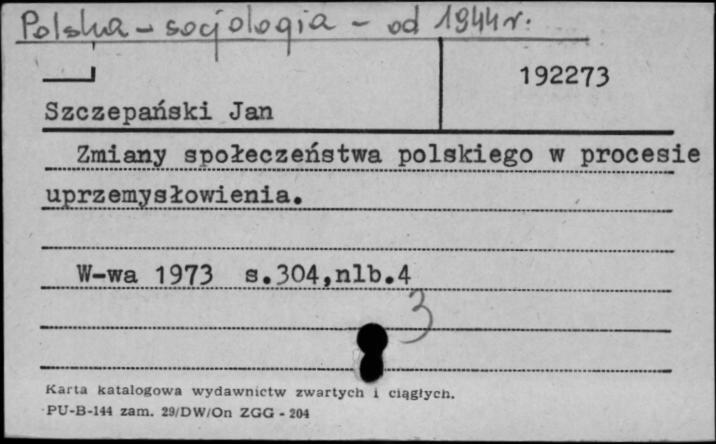 Polska - socjologia - od 1944 r.
192273
Szczepański Jan
Zmiany społeczeństwa polskiego w procesie
uprzemysłowienia.
W-wa 1973 s.304,nlb.4
3
Karta katalogowa wydawnictw zwartych i ciągłych.
PU-B-144 zam. 29/DW/On ZGG - 204